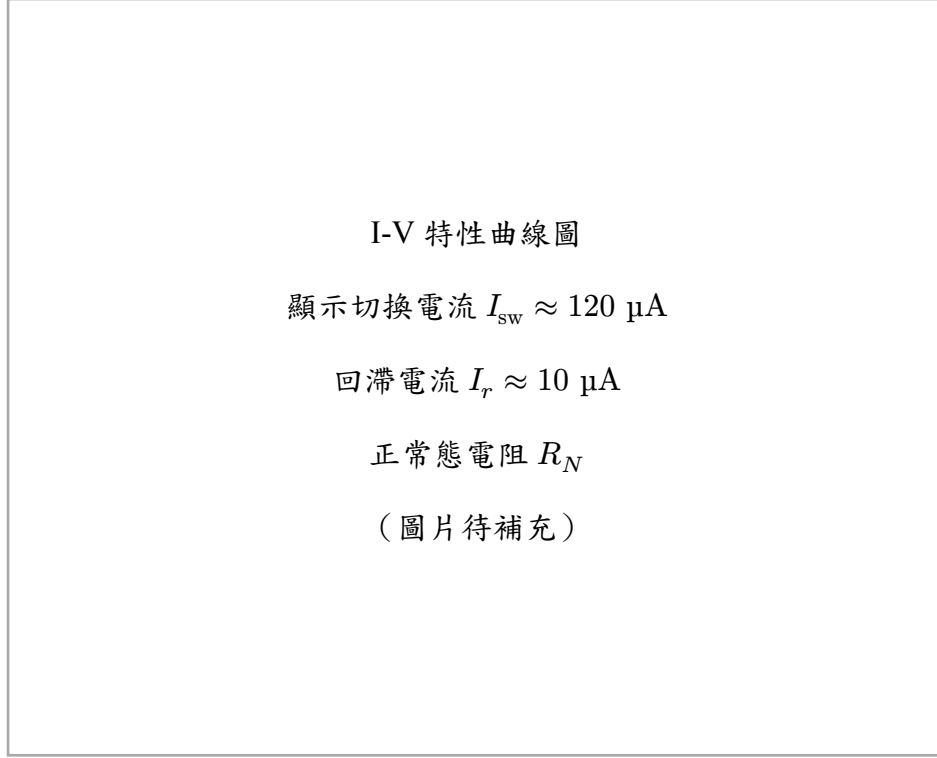 I-V 特性曲線圖
顯示切換電流 I_sw ≈ 120 µA
回滯電流 I_r ≈ 10 µA
正常態電阻 R_N
（圖片待補充）